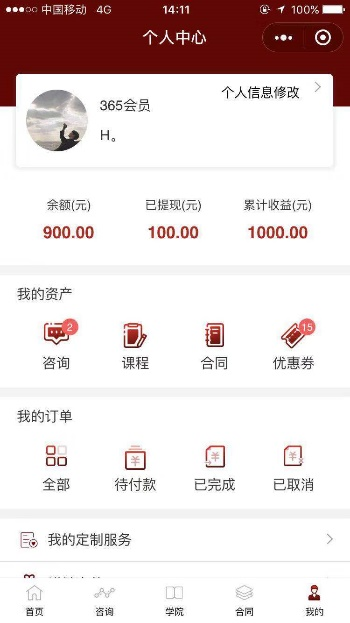 中国移动 4G 14:11 100%
个人中心
365会员 个人信息修改
H。
余额(元) 已提现(元) 累计收益(元)
900.00 100.00 1000.00
我的资产
2 15
咨询 课程 合同 优惠券
我的订单
全部 待付款 已完成 已取消
我的定制服务
首页 咨询 学院 合同 我的